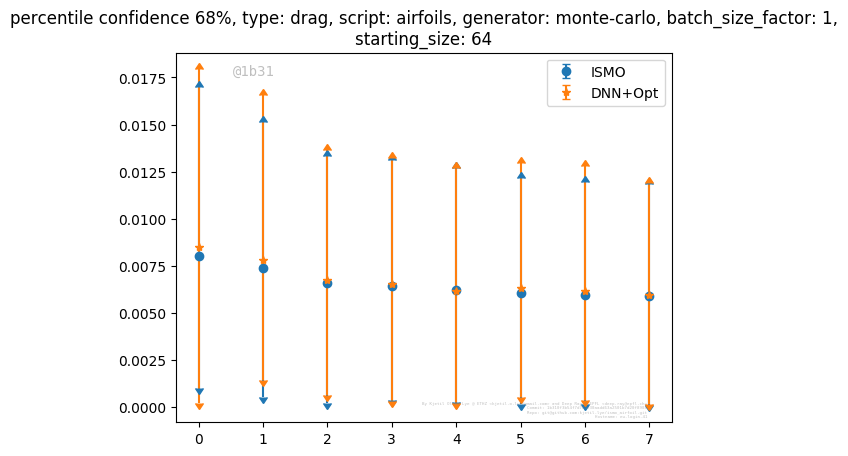 percentile confidence 68%, type: drag, script: airfoils, generator: monte-carlo, batch_size_factor: 1,
starting_size: 64
@1b31
ISMO
DNN+Opt
0.0175
0.0150
0.0125
0.0100
0.0075
0.0050
0.0025
0.0000
0 1 2 3 4 5 6 7